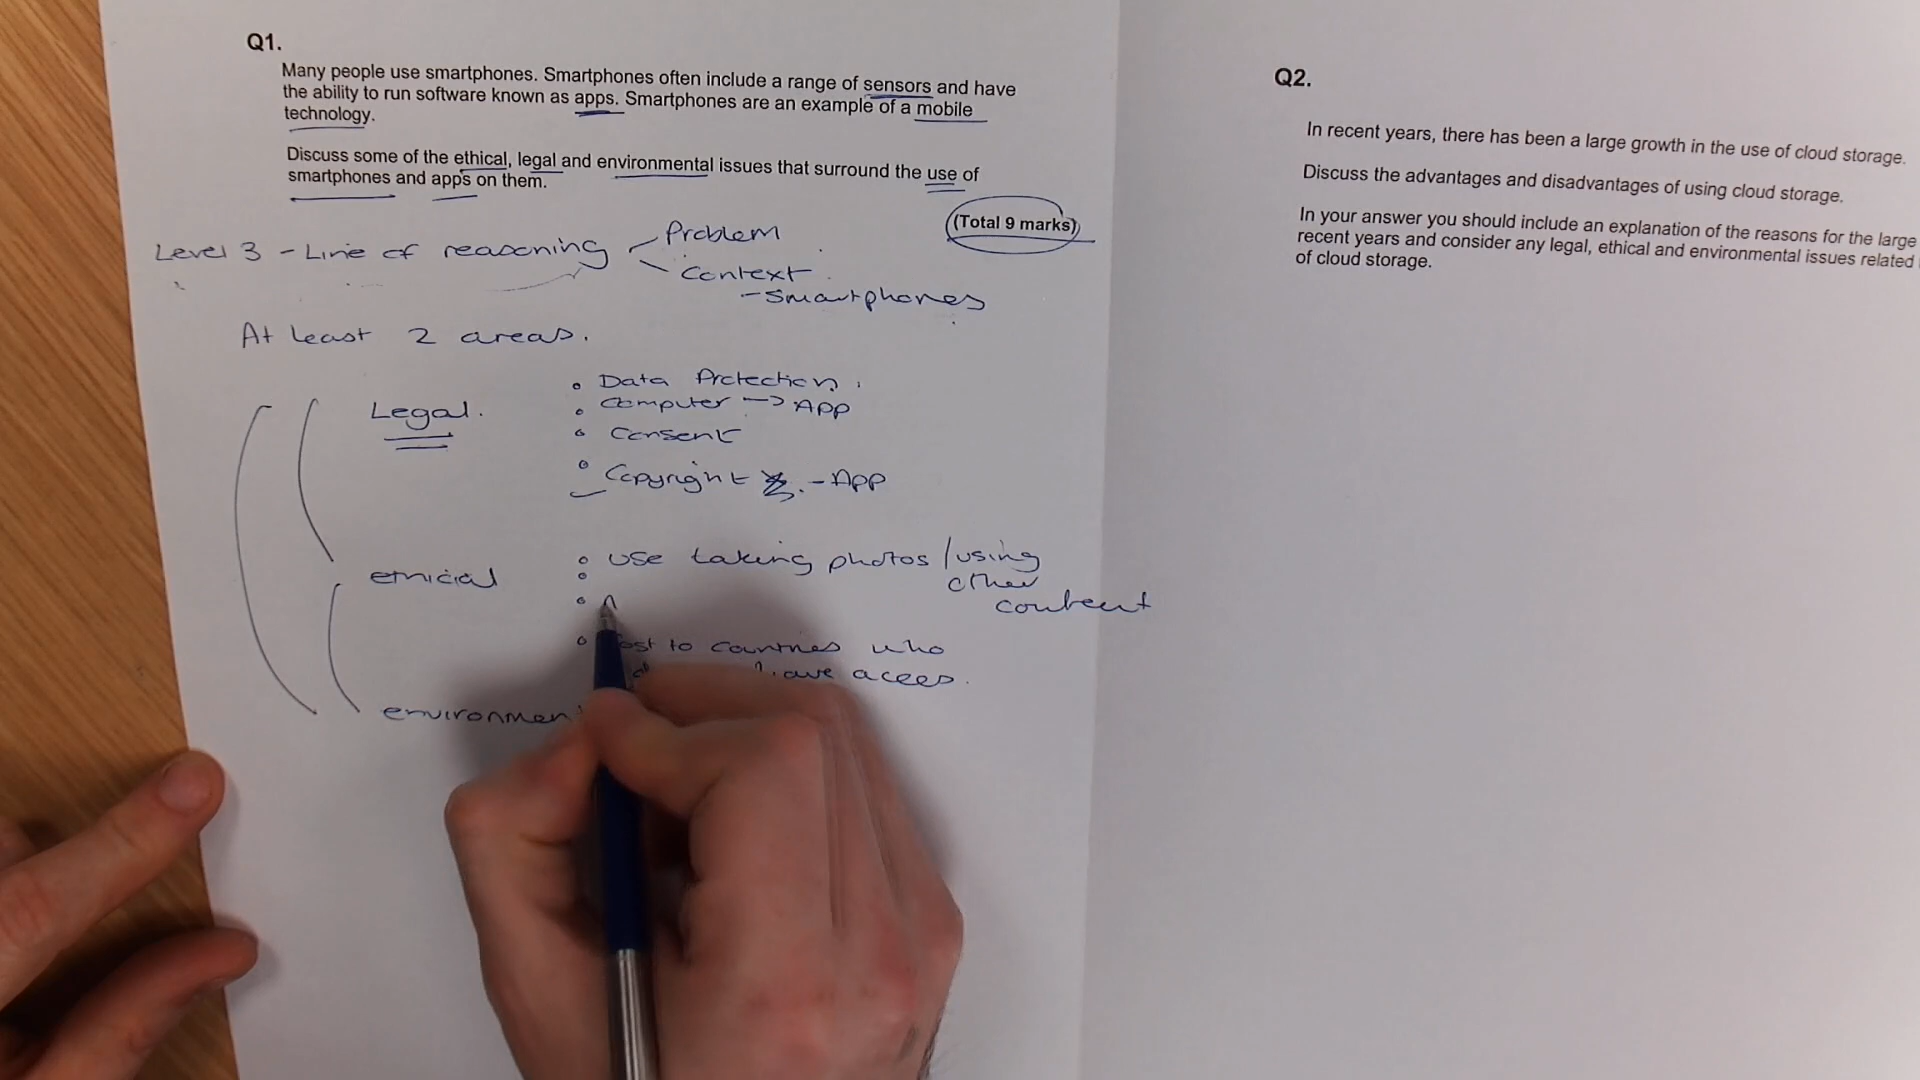 Q1.
Many people use smartphones. Smartphones often include a range of sensors and have
the ability to run software known as apps. Smartphones are an example of a mobile
technology.
Discuss some of the ethical, legal and environmental issues that surround the use of
smartphones and apps on them.
(Total 9 marks)
Level 3 - Line of reasoning
Problem
Context
- smartphones
At least 2 areas.
Legal.
• Data Protection.
• Computer -> App
• Consent
• Copyright - App
ethicial
• use taking photos / using
other
content
to countries who
have acees.
environmen
Q2.
In recent years, there has been a large growth in the use of cloud storage.
Discuss the advantages and disadvantages of using cloud storage.
In your answer you should include an explanation of the reasons for the large
recent years and consider any legal, ethical and environmental issues related
of cloud storage.